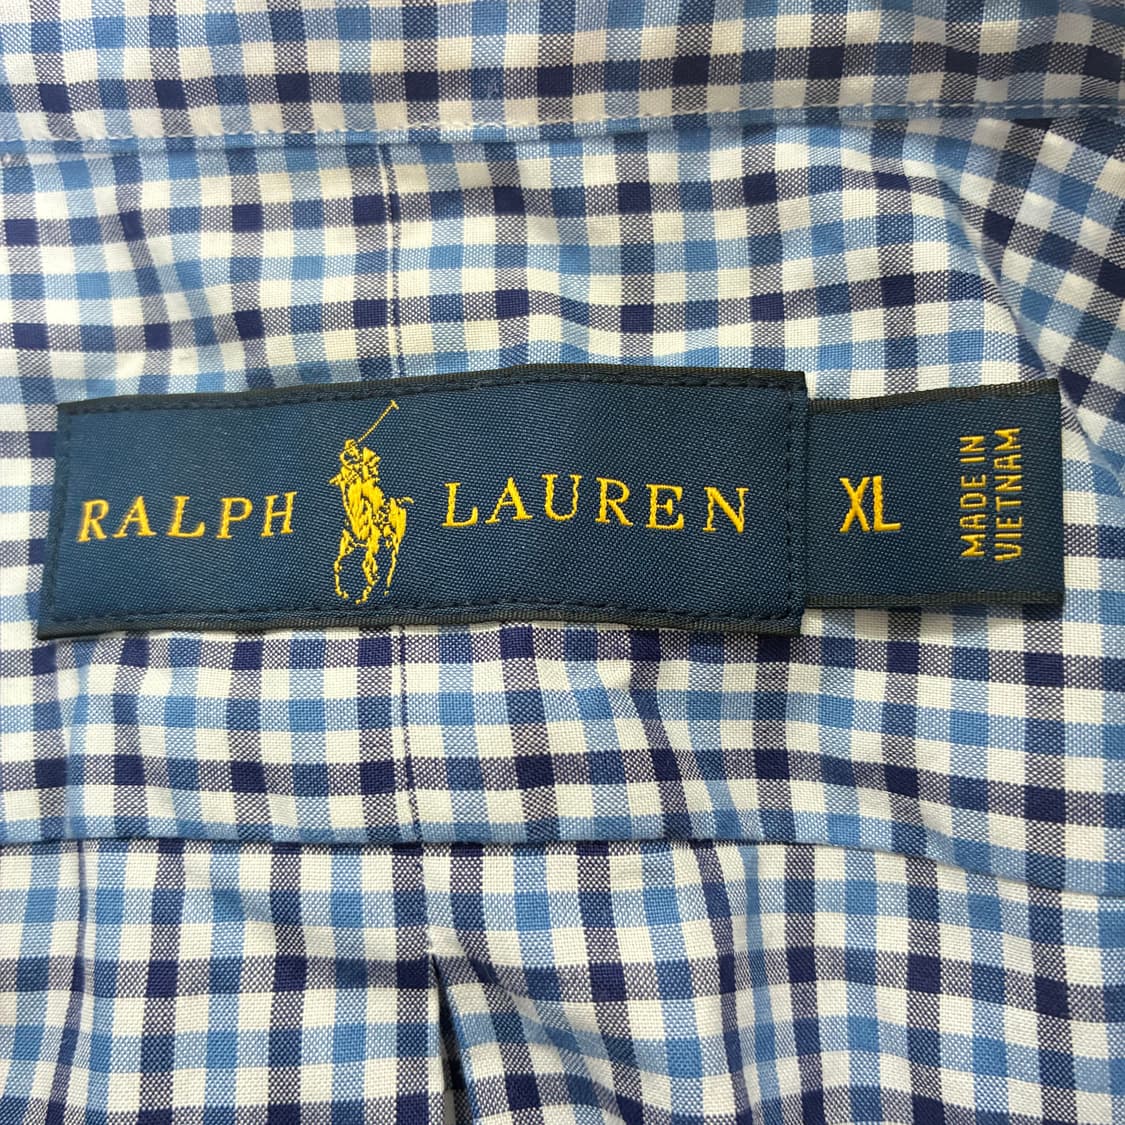 RALPH LAUREN
XL
MADE IN
VIETNAM